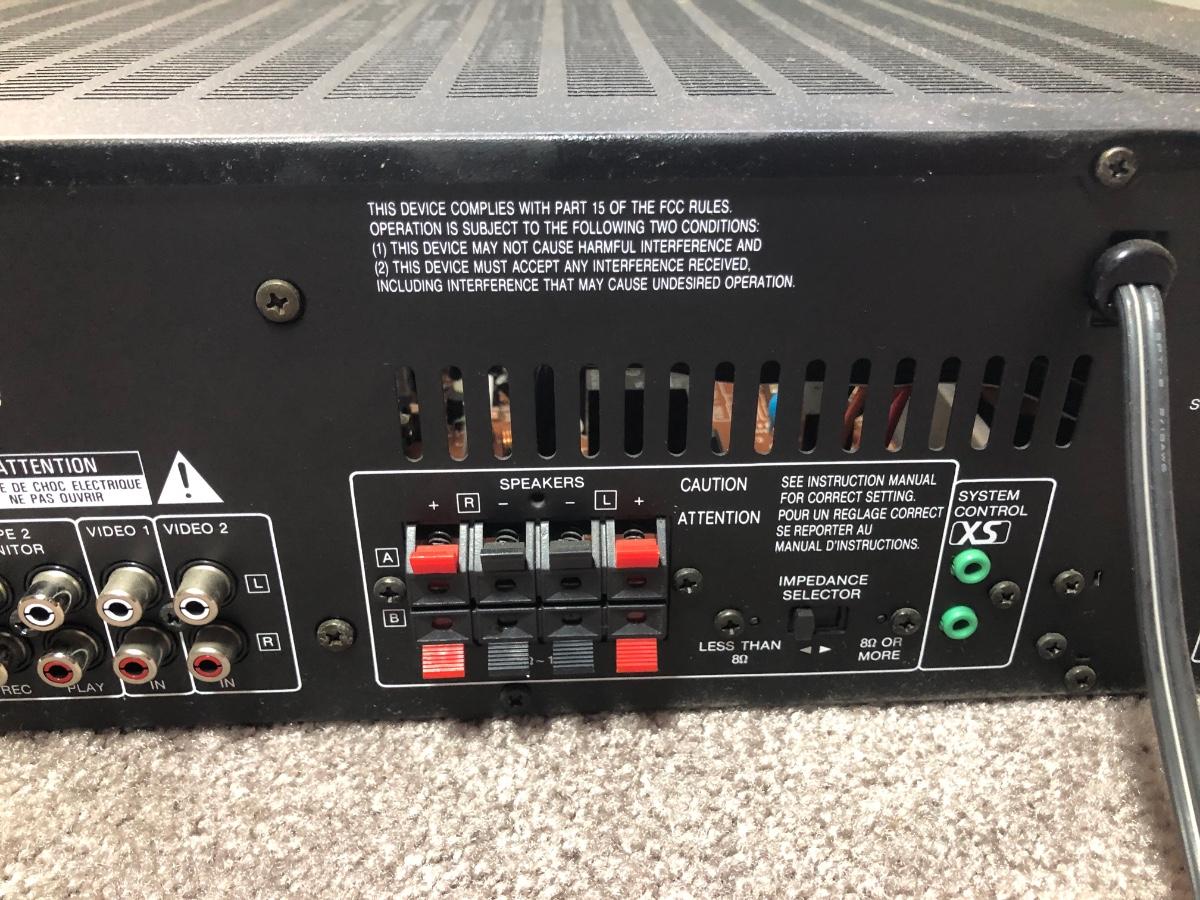 THIS DEVICE COMPLIES WITH PART 15 OF THE FCC RULES.
OPERATION IS SUBJECT TO THE FOLLOWING TWO CONDITIONS:
(1) THIS DEVICE MAY NOT CAUSE HARMFUL INTERFERENCE AND
(2) THIS DEVICE MUST ACCEPT ANY INTERFERENCE RECEIVED,
INCLUDING INTERFERENCE THAT MAY CAUSE UNDESIRED OPERATION.
ATTENTION
E DE CHOC ELECTRIQUE
NE PAS OUVRIR
PE 2
NITOR
VIDEO 1
VIDEO 2
L
R
REC
PLAY
IN
IN
SPEAKERS
+ R − − L +
A
B
CAUTION
ATTENTION
SEE INSTRUCTION MANUAL
FOR CORRECT SETTING.
POUR UN REGLAGE CORRECT
SE REPORTER AU
MANUAL D'INSTRUCTIONS.
IMPEDANCE
SELECTOR
LESS THAN
8Ω
8Ω OR
MORE
SYSTEM
CONTROL
XS